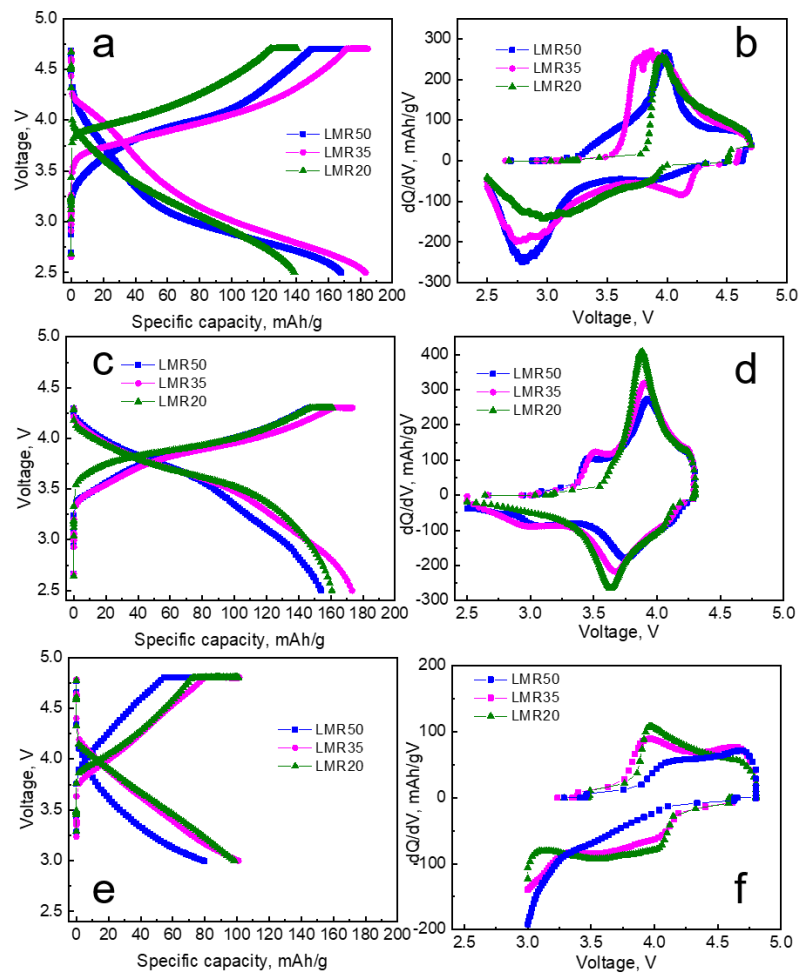 a
5.0
4.5
4.0
3.5
3.0
2.5
Voltage, V
LMR50
LMR35
LMR20
0 20 40 60 80 100 120 140 160 180 200
Specific capacity, mAh/g
b
300
200
100
0
-100
-200
-300
dQ/dV, mAh/gV
LMR50
LMR35
LMR20
2.5 3.0 3.5 4.0 4.5 5.0
Voltage, V
c
5.0
4.5
4.0
3.5
3.0
2.5
Voltage, V
LMR50
LMR35
LMR20
0 20 40 60 80 100 120 140 160 180 200
Specific capacity, mAh/g
d
400
300
200
100
0
-100
-200
-300
dQ/dV, mAh/gV
LMR50
LMR35
LMR20
2.5 3.0 3.5 4.0 4.5 5.0
Voltage, V
e
5.0
4.5
4.0
3.5
3.0
2.5
Voltage, V
LMR50
LMR35
LMR20
0 20 40 60 80 100 120 140 160 180 200
Specific capacity, mAh/g
f
200
100
0
-100
-200
dQ/dV, mAh/gV
LMR50
LMR35
LMR20
2.5 3.0 3.5 4.0 4.5 5.0
Voltage, V